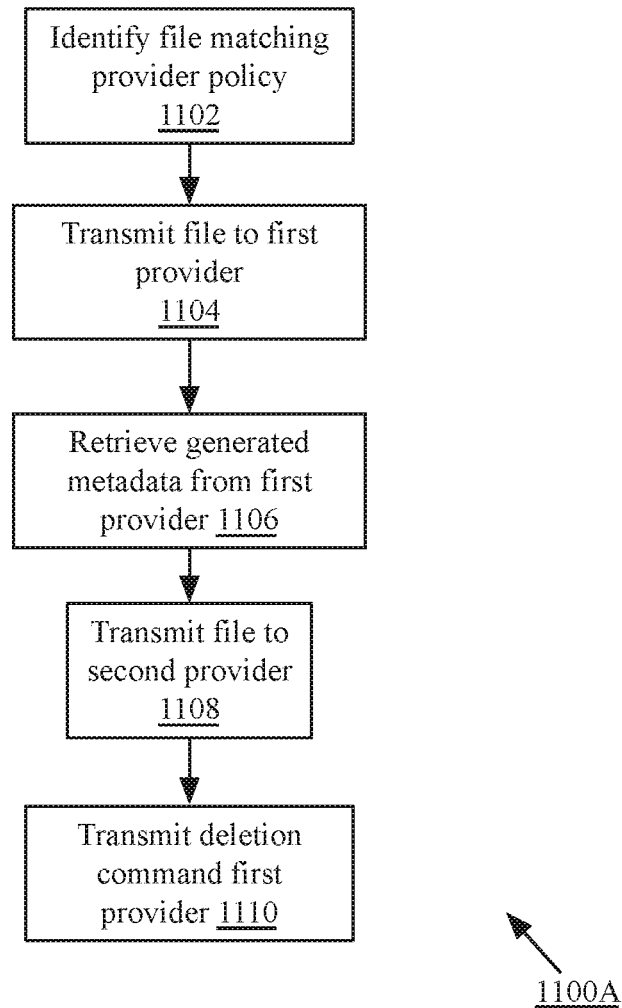 Identify file matching
provider policy
1102
Transmit file to first
provider
1104
Retrieve generated
metadata from first
provider 1106
Transmit file to
second provider
1108
Transmit deletion
command first
provider 1110
1100A